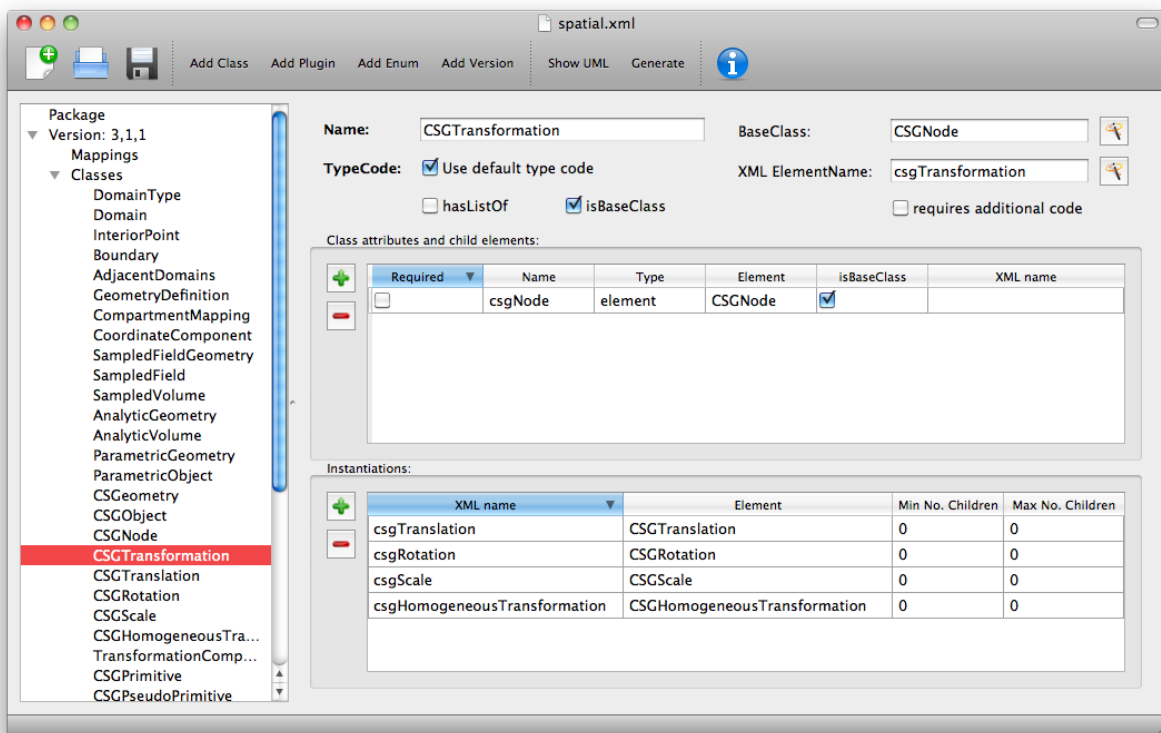 spatial.xml
Add Class Add Plugin Add Enum Add Version Show UML Generate
Package
Version: 3,1,1
Mappings
Classes
DomainType
Domain
InteriorPoint
Boundary
AdjacentDomains
GeometryDefinition
CompartmentMapping
CoordinateComponent
SampledFieldGeometry
SampledField
SampledVolume
AnalyticGeometry
AnalyticVolume
ParametricGeometry
ParametricObject
CSGeometry
CSGObject
CSGNode
CSGTransformation
CSGTranslation
CSGRotation
CSGScale
CSGHomogeneousTra...
TransformationComp...
CSGPrimitive
CSGPseudoPrimitive
Name: CSGTransformation BaseClass: CSGNode
TypeCode: Use default type code XML ElementName: csgTransformation
hasListOf isBaseClass requires additional code
Class attributes and child elements:
Required Name Type Element isBaseClass XML name
csgNode element CSGNode
Instantiations:
XML name Element Min No. Children Max No. Children
csgTranslation CSGTranslation 0 0
csgRotation CSGRotation 0 0
csgScale CSGScale 0 0
csgHomogeneousTransformation CSGHomogeneousTransformation 0 0